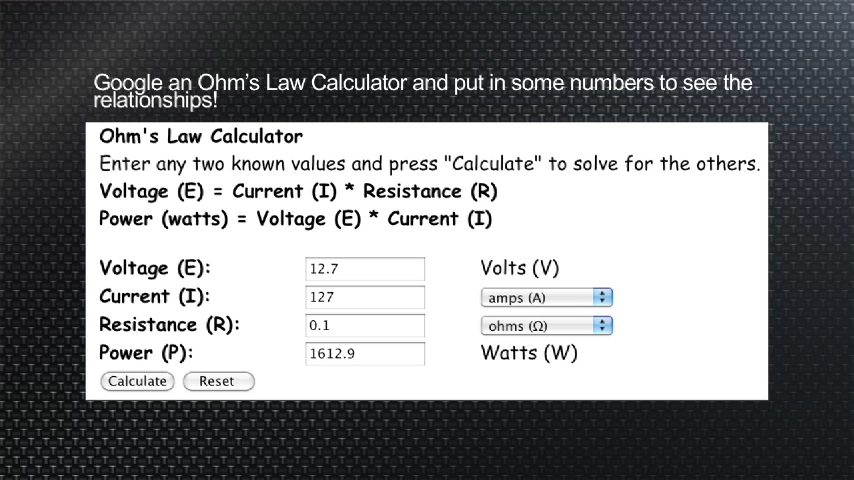 Google an Ohm's Law Calculator and put in some numbers to see the
relationships!
Ohm's Law Calculator
Enter any two known values and press "Calculate" to solve for the others.
Voltage (E) = Current (I) * Resistance (R)
Power (watts) = Voltage (E) * Current (I)
Voltage (E): 12.7 Volts (V)
Current (I): 127 amps (A)
Resistance (R): 0.1 ohms (Ω)
Power (P): 1612.9 Watts (W)
Calculate Reset